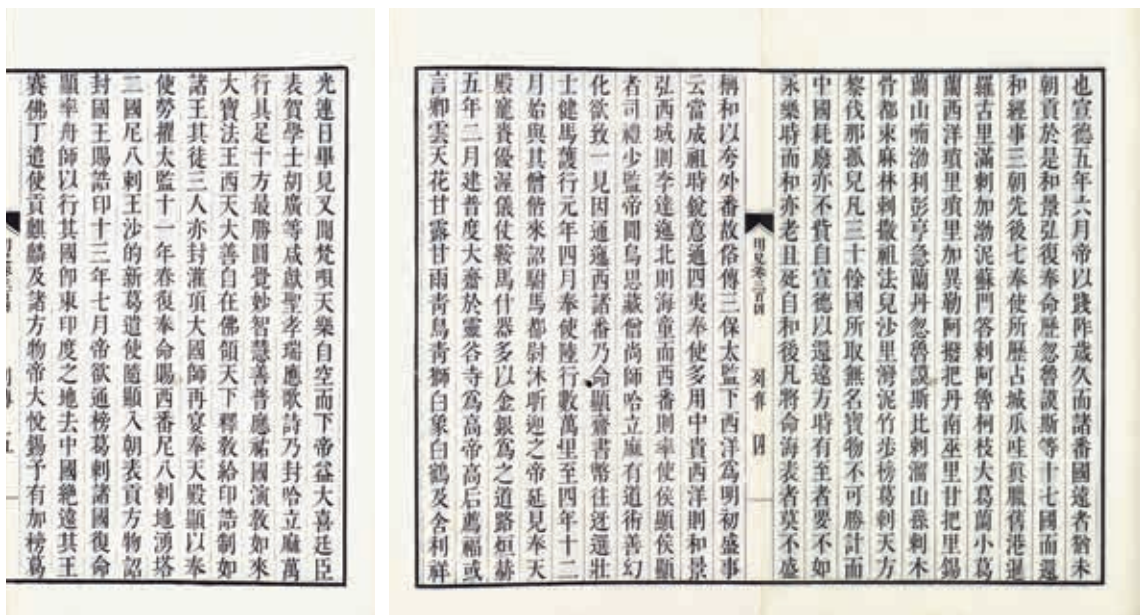 也宣德五年六月帝以踐阼歲久而諸番國遠者猶未
朝貢於是和景弘復奉命歷忽魯謨斯等十七國而還
和經事三朝先後七奉使所歷占城爪哇真臘舊港暹
羅古里滿剌加渤泥蘇門答剌阿魯柯枝大葛蘭小葛
蘭西洋瑣里瑣里加異勒阿撥把丹南巫里甘把里錫
蘭山喃渤利彭亨急蘭丹忽魯謨斯比剌溜山孫剌木
骨都束麻林剌撒祖法兒沙里灣泥竹步榜葛剌天方
黎伐那孤兒凡三十餘國所取無名寶物不可勝計而
中國耗廢亦不貲自宣德以還遠方時有至者要不如
永樂時而和亦老且死自和後凡將命海表者莫不盛
明史卷三百四 列傳 四
稱和以夸外番故俗傳三保太監下西洋爲明初盛事
云當成祖時銳意通四夷奉使多用中貴西洋則和景
弘西域則李達迤北則海童而西番則率使侯顯侯顯
者司禮少監帝聞烏思藏僧尚師哈立麻有道術善幻
化欲致一見因通迤西諸番乃命顯齎書幣往迓選壯
士健馬護行元年四月奉使陸行數萬里至四年十二
月始與其僧偕來詔駙馬都尉沐昕迎之帝延見奉天
殿寵賚優渥儀仗鞍馬什器多以金銀爲之道路烜赫
五年二月建普度大齋於靈谷寺爲高帝高后薦福或
言卿雲天花甘露甘雨青鳥青獅白象白鶴及舍利祥
光連日畢見又聞梵唄天樂自空而下帝益大喜廷臣
表賀學士胡廣等咸獻聖孝瑞應歌詩乃封哈立麻萬
行具足十方最勝圓覺妙智慧善普應祐國演教如來
大寶法王西天大善自在佛領天下釋教給印誥制如
諸王其徒三人亦封灌頂大國師再宴奉天殿顯以奉
使勞擢太監十一年春復奉命賜西番尼八剌地湧塔
二國尼八剌王沙的新葛遣使隨顯入朝表貢方物詔
封國王賜誥印十三年七月帝欲通榜葛剌諸國復命
顯率舟師以行其國卽東印度之地去中國絕遠其王
賽佛丁遣使貢麒麟及諸方物帝大悅錫予有加榜葛